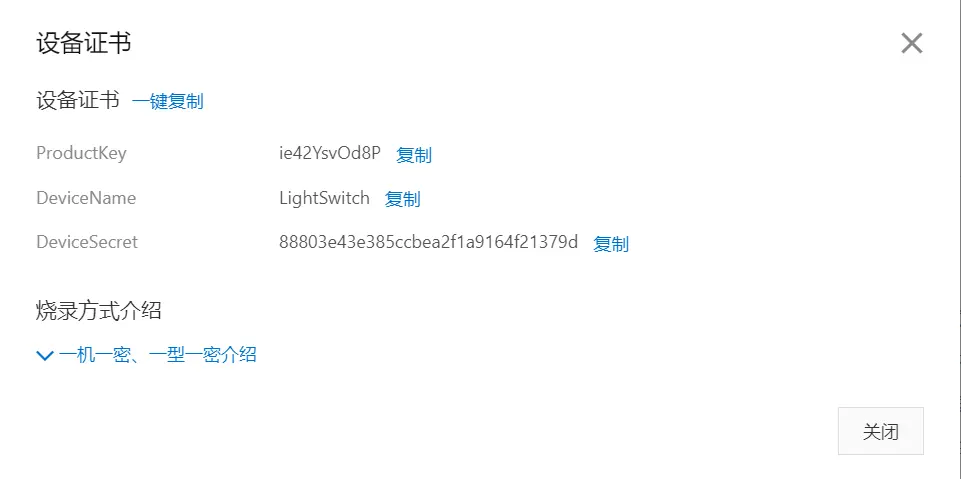 设备证书
设备证书 一键复制
ProductKey ie42YsvOd8P 复制
DeviceName LightSwitch 复制
DeviceSecret 88803e43e385ccbea2f1a9164f21379d 复制
烧录方式介绍
一机一密、一型一密介绍
关闭